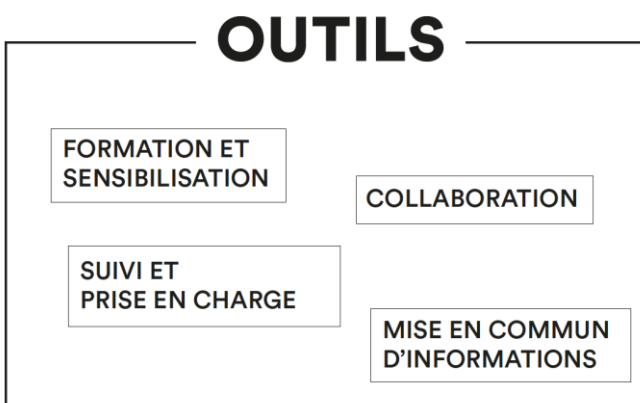 OUTILS
FORMATION ET
SENSIBILISATION
COLLABORATION
SUIVI ET
PRISE EN CHARGE
MISE EN COMMUN
D'INFORMATIONS